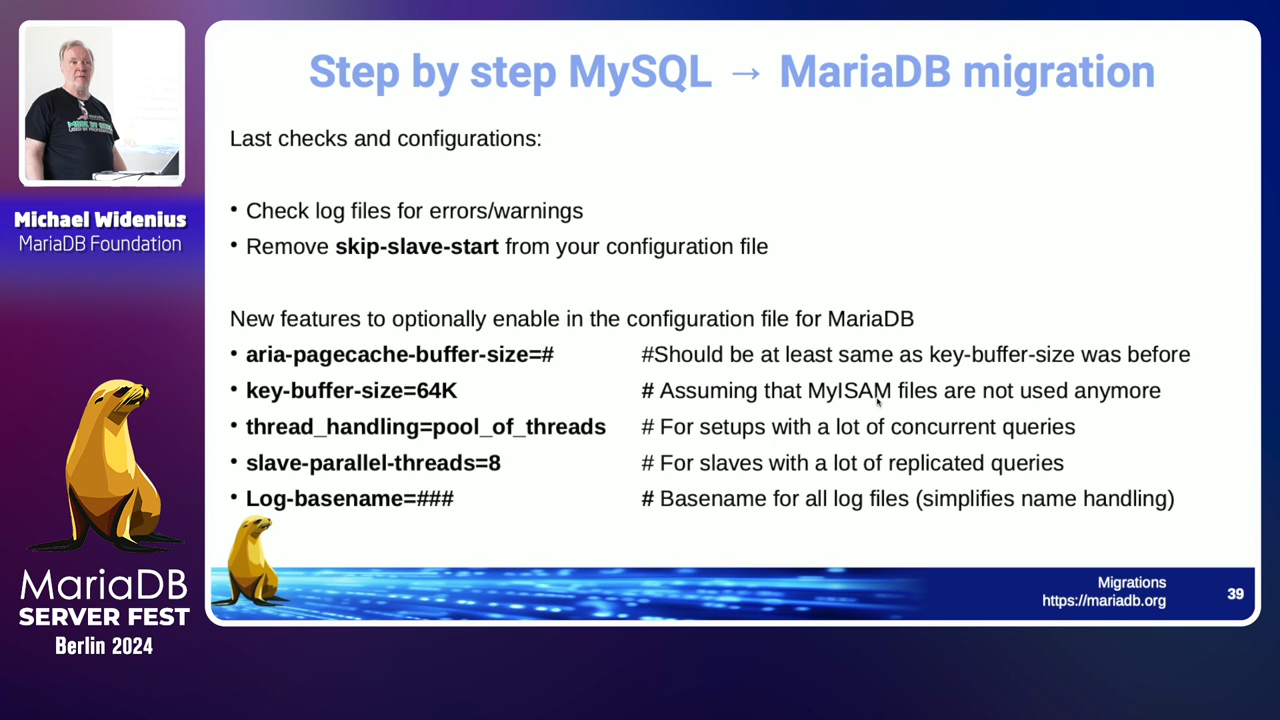 Step by step MySQL → MariaDB migration
Last checks and configurations:
• Check log files for errors/warnings
• Remove skip-slave-start from your configuration file
New features to optionally enable in the configuration file for MariaDB
• aria-pagecache-buffer-size=# #Should be at least same as key-buffer-size was before
• key-buffer-size=64K # Assuming that MyISAM files are not used anymore
• thread_handling=pool_of_threads # For setups with a lot of concurrent queries
• slave-parallel-threads=8 # For slaves with a lot of replicated queries
• Log-basename=### # Basename for all log files (simplifies name handling)
Migrations
https://mariadb.org
39
Michael Widenius
MariaDB Foundation
MariaDB
SERVER FEST
Berlin 2024